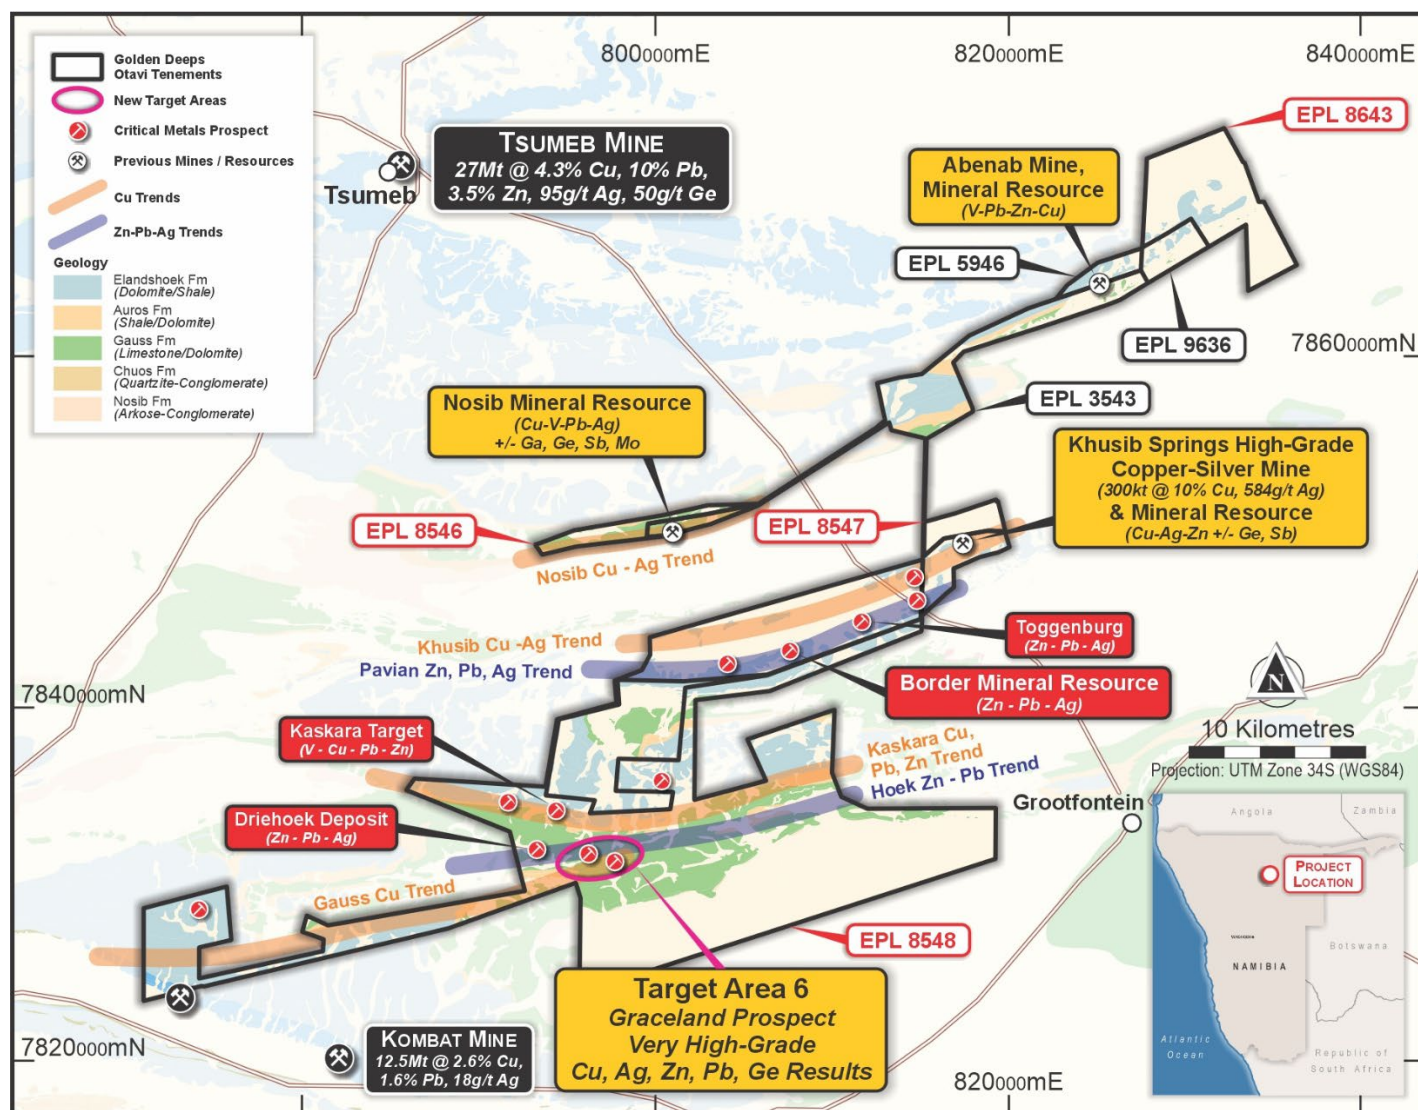 800000mE
820000mE
840000mE
Golden Deeps
Otavi Tenements
New Target Areas
Critical Metals Prospect
Previous Mines / Resources
Cu Trends
Zn-Pb-Ag Trends
Geology
Elandshoek Fm
(Dolomite/Shale)
Auros Fm
(Shale/Dolomite)
Gauss Fm
(Limestone/Dolomite)
Chuos Fm
(Quartzite-Conglomerate)
Nosib Fm
(Arkose-Conglomerate)
Tsumeb
TSUMEB MINE
27Mt @ 4.3% Cu, 10% Pb,
3.5% Zn, 95g/t Ag, 50g/t Ge
EPL 8643
Abenab Mine,
Mineral Resource
(V-Pb-Zn-Cu)
EPL 5946
EPL 9636
7860000mN
EPL 3543
Nosib Mineral Resource
(Cu-V-Pb-Ag)
+/- Ga, Ge, Sb, Mo
Khusib Springs High-Grade
Copper-Silver Mine
(300kt @ 10% Cu, 584g/t Ag)
& Mineral Resource
(Cu-Ag-Zn +/- Ge, Sb)
EPL 8546
EPL 8547
Nosib Cu - Ag Trend
Khusib Cu -Ag Trend
Pavian Zn, Pb, Ag Trend
Toggenburg
(Zn - Pb - Ag)
Border Mineral Resource
(Zn - Pb - Ag)
7840000mN
N
10 Kilometres
Projection: UTM Zone 34S (WGS84)
Kaskara Target
(V - Cu - Pb - Zn)
Kaskara Cu,
Pb, Zn Trend
Hoek Zn - Pb Trend
Grootfontein
Driehoek Deposit
(Zn - Pb - Ag)
Gauss Cu Trend
EPL 8548
Target Area 6
Graceland Prospect
Very High-Grade
Cu, Ag, Zn, Pb, Ge Results
KOMBAT MINE
12.5Mt @ 2.6% Cu,
1.6% Pb, 18g/t Ag
7820000mN
820000mE
Angola
Zambia
PROJECT
LOCATION
NAMIBIA
Botswana
Atlantic
Ocean
Republic of
South Africa